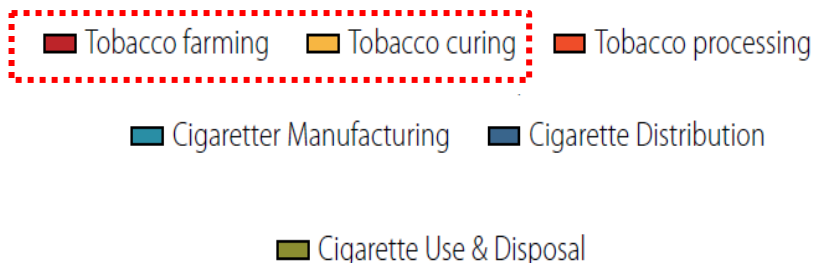 Tobacco farming Tobacco curing Tobacco processing
Cigaretter Manufacturing Cigarette Distribution
Cigarette Use & Disposal